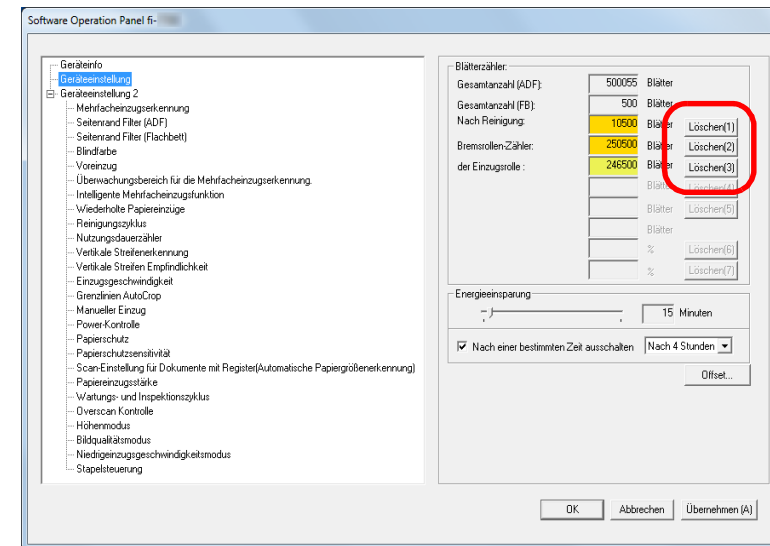 Software Operation Panel fi-
Geräteinfo
Geräteeinstellung
Geräteeinstellung 2
Mehrfacheinzugserkennung
Seitenrand Filter (ADF)
Seitenrand Filter (Flachbett)
Blindfarbe
Voreinzug
Überwachungsbereich für die Mehrfacheinzugserkennung.
Intelligente Mehrfacheinzugsfunktion
Wiederholte Papiereinzüge
Reinigungszyklus
Nutzungsdauerzähler
Vertikale Streifenerkennung
Vertikale Streifen Empfindlichkeit
Einzugsgeschwindigkeit
Grenzlinien AutoCrop
Manueller Einzug
Power-Kontrolle
Papierschutz
Papierschutzsensitivität
Scan-Einstellung für Dokumente mit Register(Automatische Papiergrößenerkennung)
Papiereinzugsstärke
Wartungs- und Inspektionszyklus
Overscan Kontrolle
Höhenmodus
Bildqualitätsmodus
Niedrigeinzugsgeschwindigkeitsmodus
Stapelsteuerung
Blätterzähler:
Gesamtanzahl (ADF): 500055 Blätter
Gesamtanzahl (FB): 500 Blätter
Nach Reinigung: 10500 Blätter Löschen(1)
Bremsrollen-Zähler: 250500 Blätter Löschen(2)
der Einzugsrolle : 246500 Blätter Löschen(3)
Blätter Löschen(4)
Blätter Löschen(5)
Blätter
% Löschen(6)
% Löschen(7)
Energieeinsparung
15 Minuten
Nach einer bestimmten Zeit ausschalten Nach 4 Stunden
Offset...
OK Abbrechen Übernehmen (A)